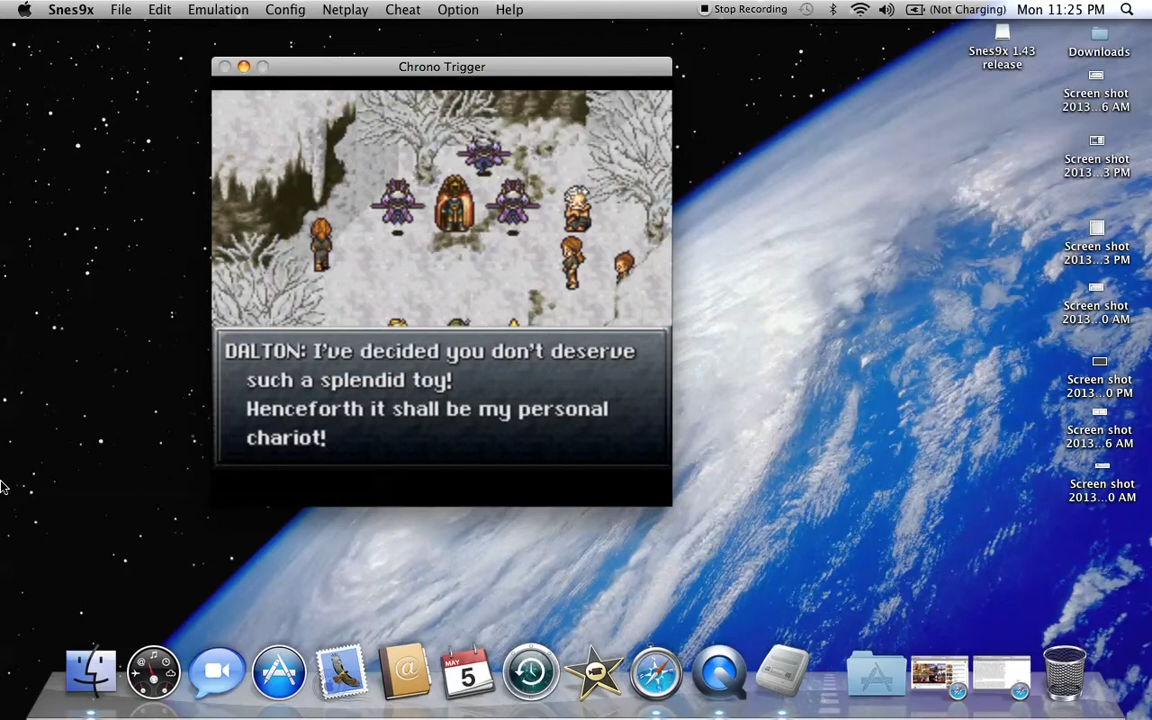 Snes9x File Edit Emulation Config Netplay Cheat Option Help Stop Recording (Not Charging) Mon 11:25 PM
Chrono Trigger
DALTON: I've decided you don't deserve
such a splendid toy!
Henceforth it shall be my personal
chariot!
Snes9x 1.43
release
Downloads
Screen shot
2013...6 AM
Screen shot
2013...3 PM
Screen shot
2013...3 PM
Screen shot
2013...0 AM
Screen shot
2013...0 PM
Screen shot
2013...6 AM
Screen shot
2013...0 AM
MAY
5